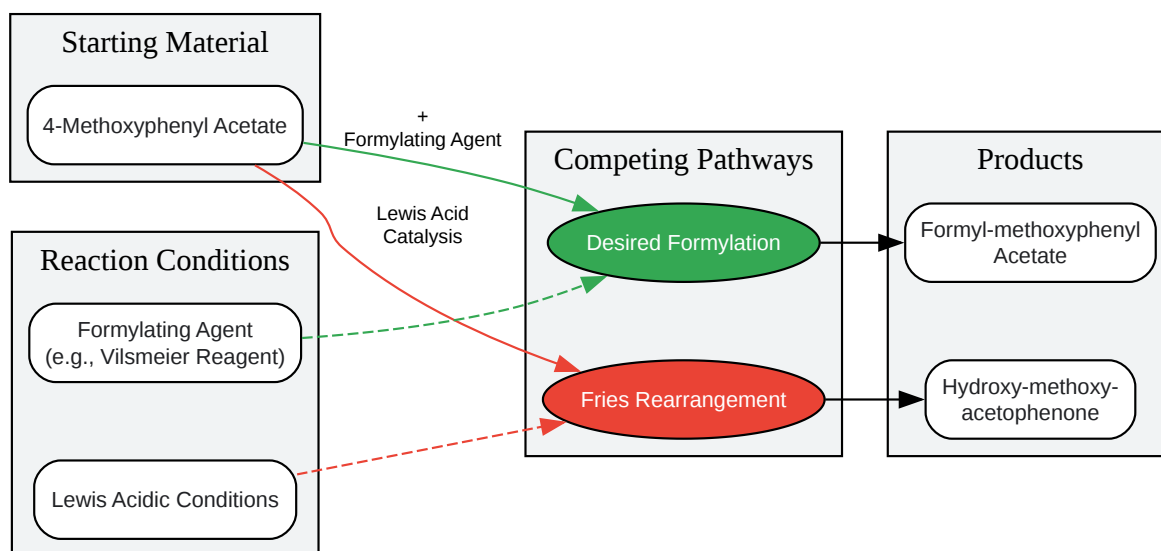 Starting Material
4-Methoxyphenyl Acetate
+
Formylating Agent
Lewis Acid
Catalysis
Reaction Conditions
Formylating Agent
(e.g., Vilsmeier Reagent)
Lewis Acidic Conditions
Competing Pathways
Desired Formylation
Fries Rearrangement
Products
Formyl-methoxyphenyl
Acetate
Hydroxy-methoxy-
acetophenone